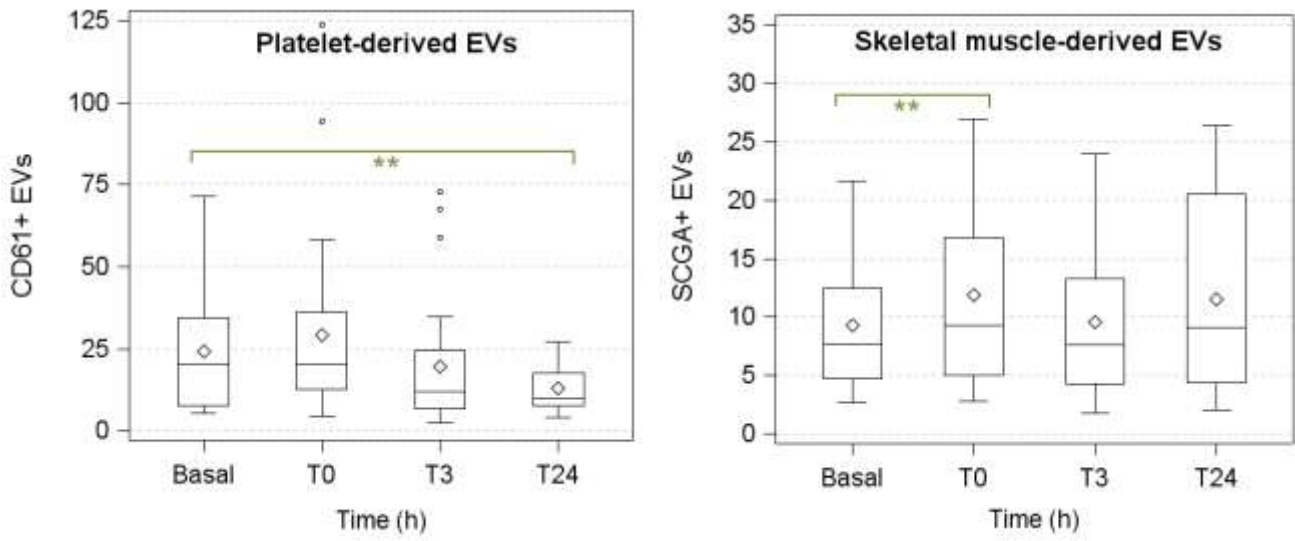 Platelet-derived EVs
CD61+ EVs
125
100
75
50
25
0
**
Basal
T0
T3
T24
Time (h)
Skeletal muscle-derived EVs
SCGA+ EVs
35
30
25
20
15
10
5
0
**
Basal
T0
T3
T24
Time (h)